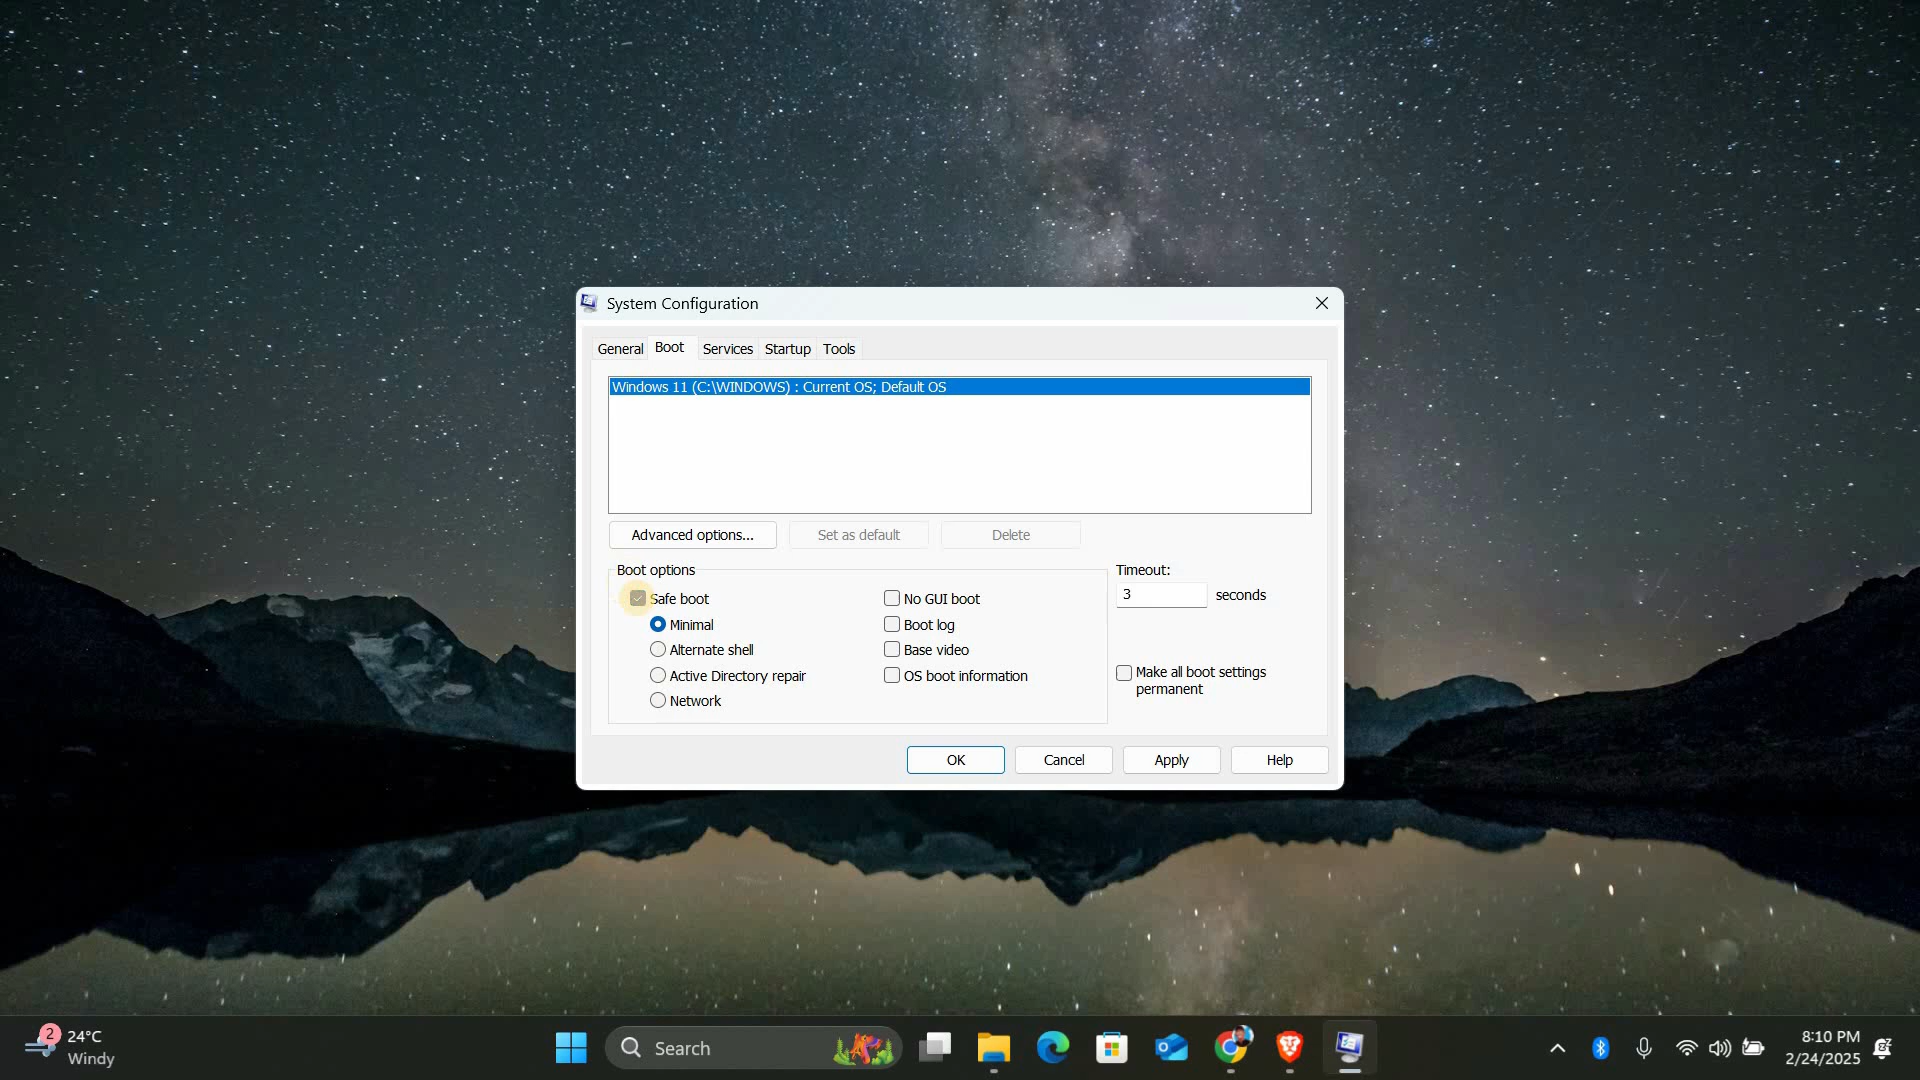 System Configuration
General Boot Services Startup Tools
Windows 11 (C:\WINDOWS) : Current OS; Default OS
Advanced options...
Set as default
Delete
Boot options
Safe boot
Minimal
Alternate shell
Active Directory repair
Network
No GUI boot
Boot log
Base video
OS boot information
Timeout:
3 seconds
Make all boot settings
permanent
OK
Cancel
Apply
Help
2
24°C
Windy
Search
8:10 PM
2/24/2025